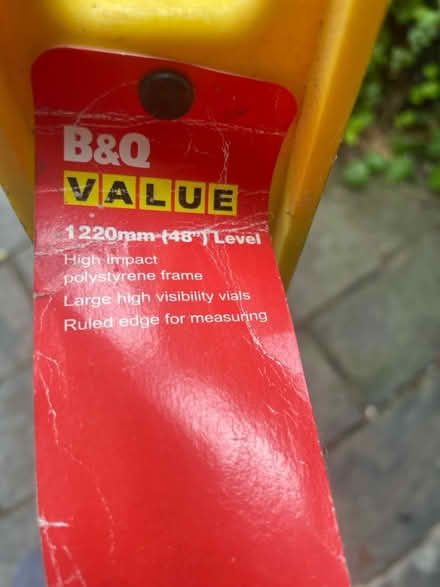 B&Q
VALUE
1220mm (48") Level
High impact
polystyrene frame
Large high visibility vials
Ruled edge for measuring